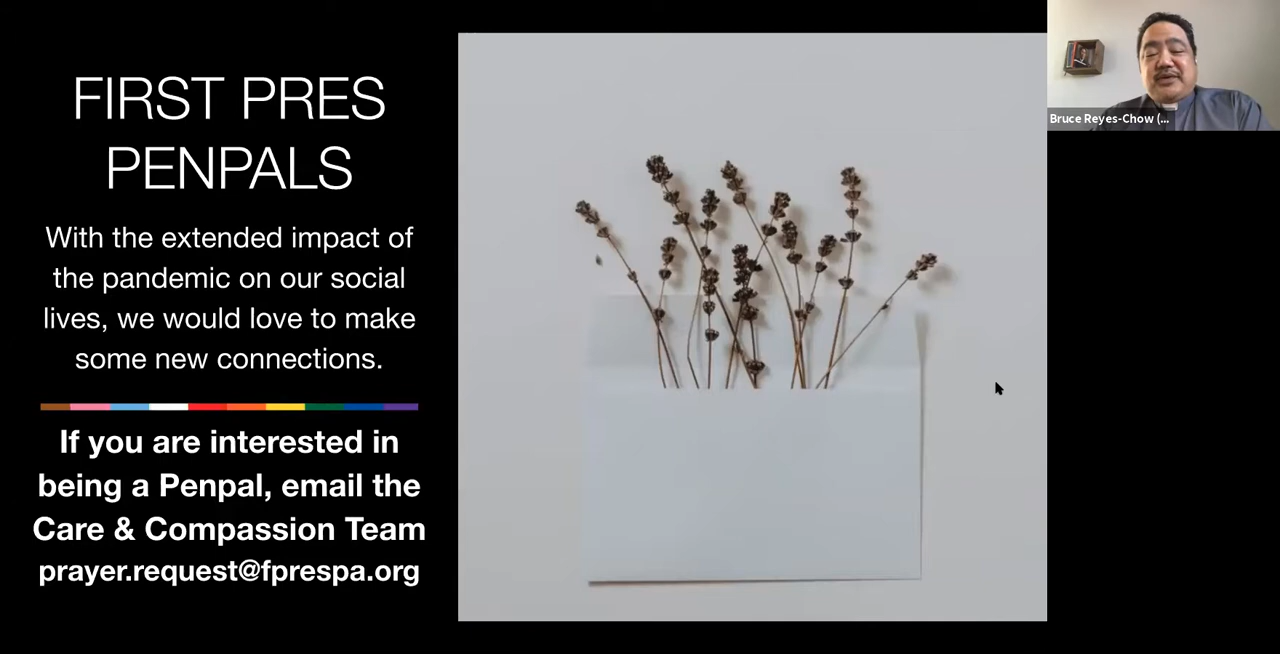 FIRST PRES
PENPALS
With the extended impact of
the pandemic on our social
lives, we would love to make
some new connections.
If you are interested in
being a Penpal, email the
Care & Compassion Team
prayer.request@fprespa.org
Bruce Reyes-Chow (...